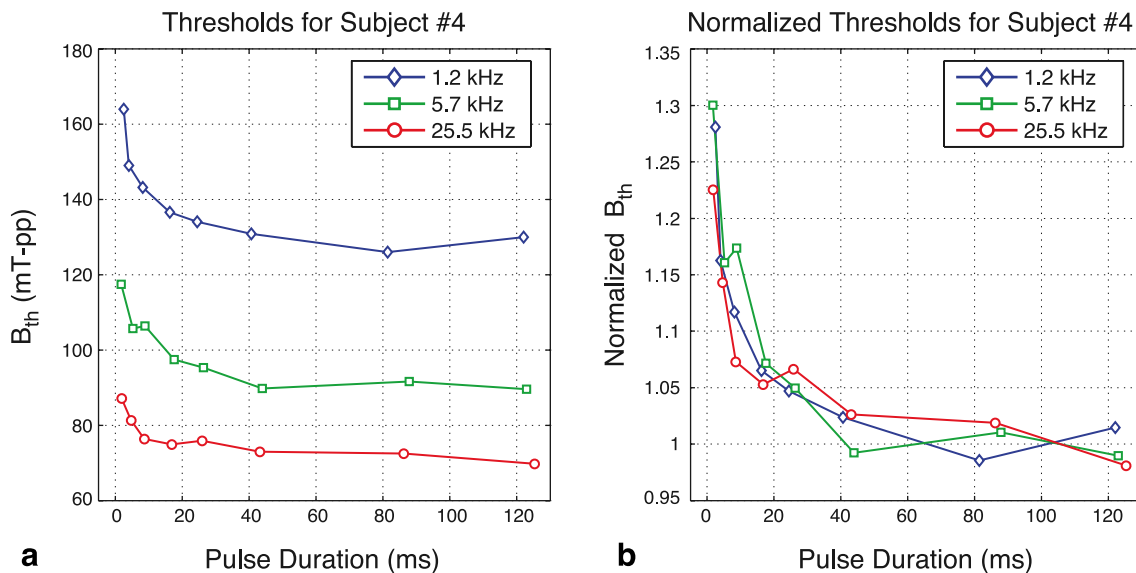 Thresholds for Subject #4
180
160
140
120
100
80
60
B_th (mT-pp)
1.2 kHz
5.7 kHz
25.5 kHz
0 20 40 60 80 100 120
a Pulse Duration (ms)
Normalized Thresholds for Subject #4
1.35
1.3
1.25
1.2
1.15
1.1
1.05
1
0.95
Normalized B_th
1.2 kHz
5.7 kHz
25.5 kHz
0 20 40 60 80 100 120
b Pulse Duration (ms)